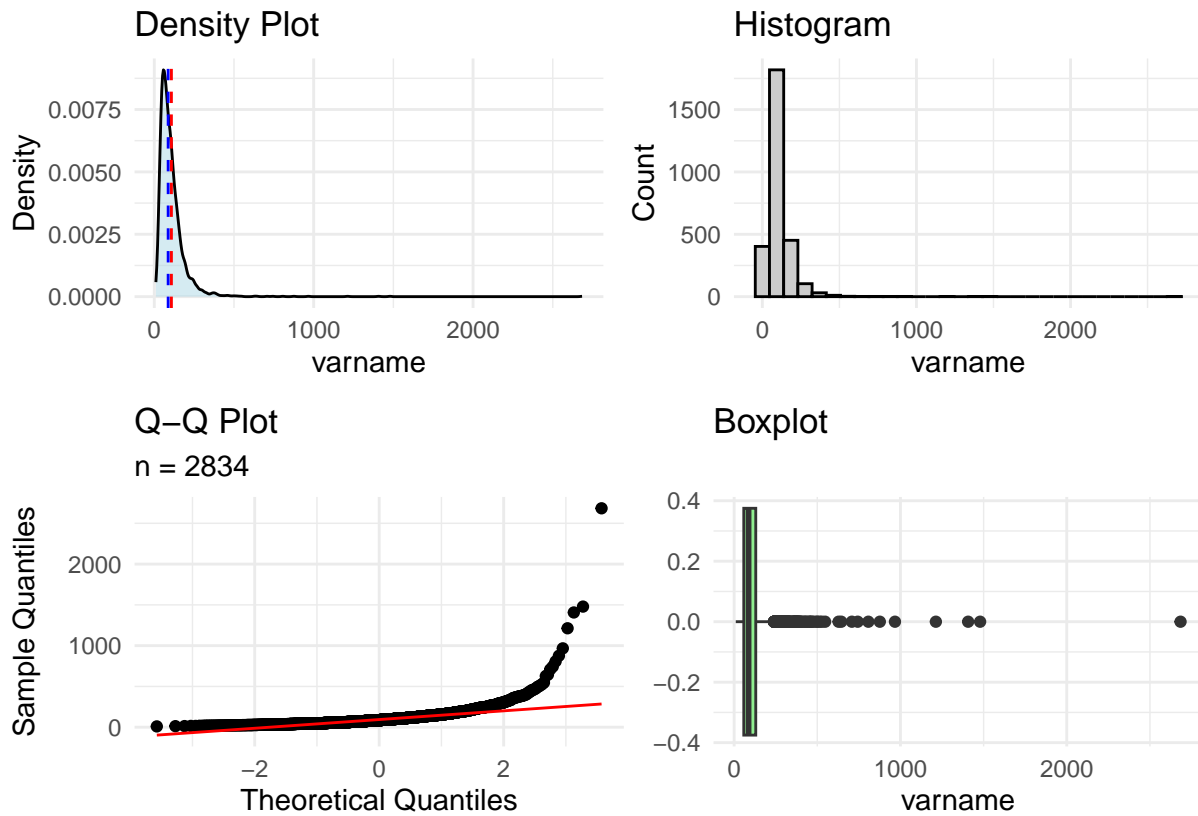 Density Plot
0.0075
0.0050
0.0025
0.0000
Density
0 1000 2000
varname
Histogram
1500
1000
500
0
Count
0 1000 2000
varname
Q−Q Plot
n = 2834
2000
1000
0
Sample Quantiles
−2 0 2
Theoretical Quantiles
Boxplot
0.4
0.2
0.0
−0.2
−0.4
0 1000 2000
varname